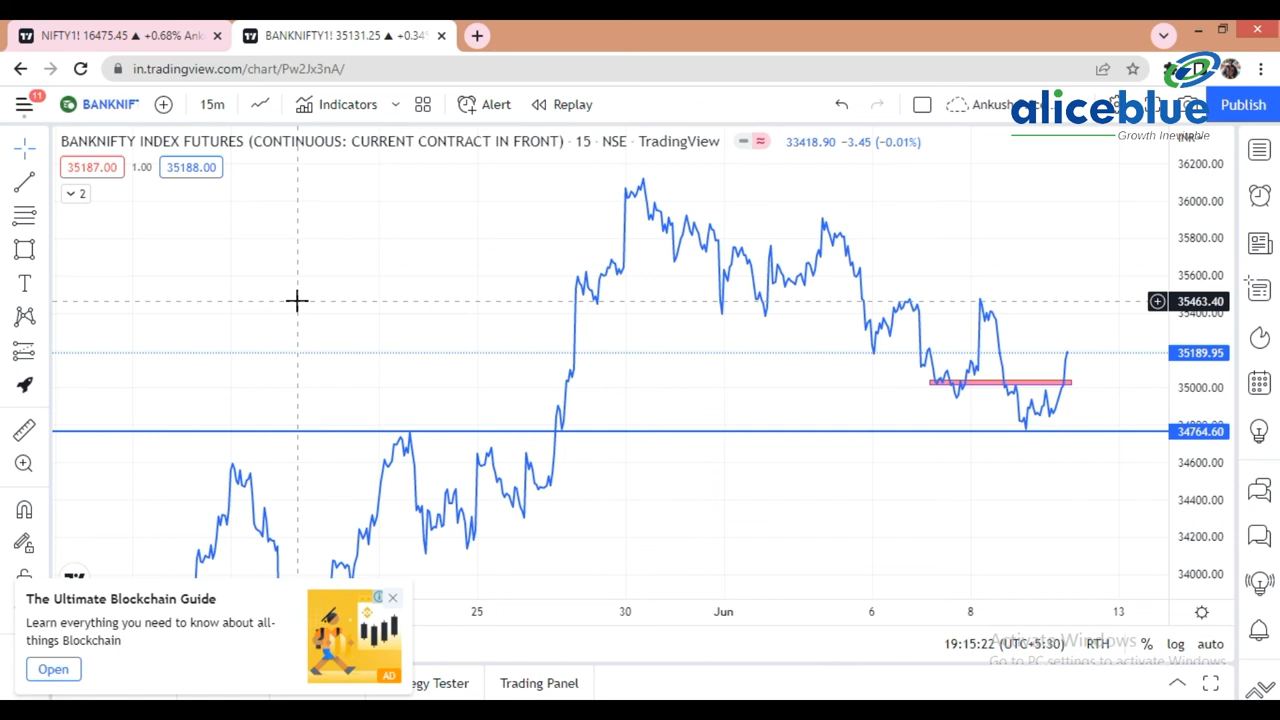 NIFTY1! 16475.45 ▲ +0.68% Ank
BANKNIFTY1! 35131.25 ▲ +0.34%
in.tradingview.com/chart/Pw2Jx3nA/
11
BANKNIF
15m
Indicators
Alert
Replay
Ankush
Publish
aliceblue
Growth Inevitable
BANKNIFTY INDEX FUTURES (CONTINUOUS: CURRENT CONTRACT IN FRONT) · 15 · NSE · TradingView
33418.90 −3.45 (−0.01%)
INR
35187.00
1.00
35188.00
2
36200.00
36000.00
35800.00
35600.00
35463.40
35400.00
35189.95
35000.00
34764.60
34600.00
34400.00
34200.00
34000.00
The Ultimate Blockchain Guide
Learn everything you need to know about all-
things Blockchain
Open
AD
25
30
Jun
6
8
13
19:15:22 (UTC+5:30)
RTH
%
log
auto
Activate Windows
Go to PC settings to activate Windows.
egy Tester
Trading Panel